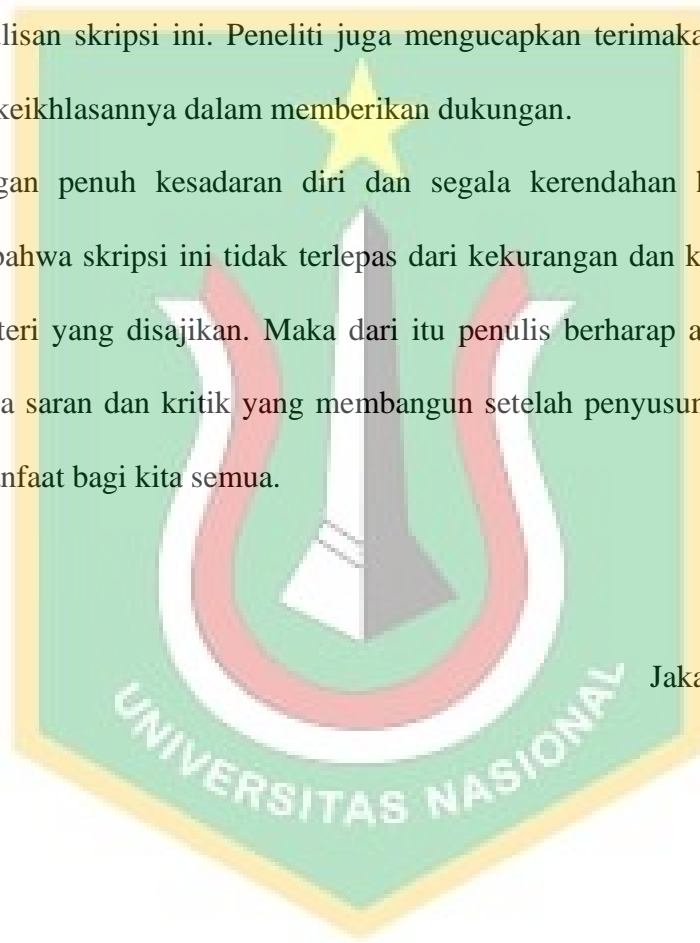 lisan skripsi ini. Peneliti juga mengucapkan terimaka
keikhlasannya dalam memberikan dukungan.
gan penuh kesadaran diri dan segala kerendahan
bahwa skripsi ini tidak terlepas dari kekurangan dan k
teri yang disajikan. Maka dari itu penulis berharap a
a saran dan kritik yang membangun setelah penyusun
nfaat bagi kita semua.
Jaka
UNIVERSITAS NASIONAL